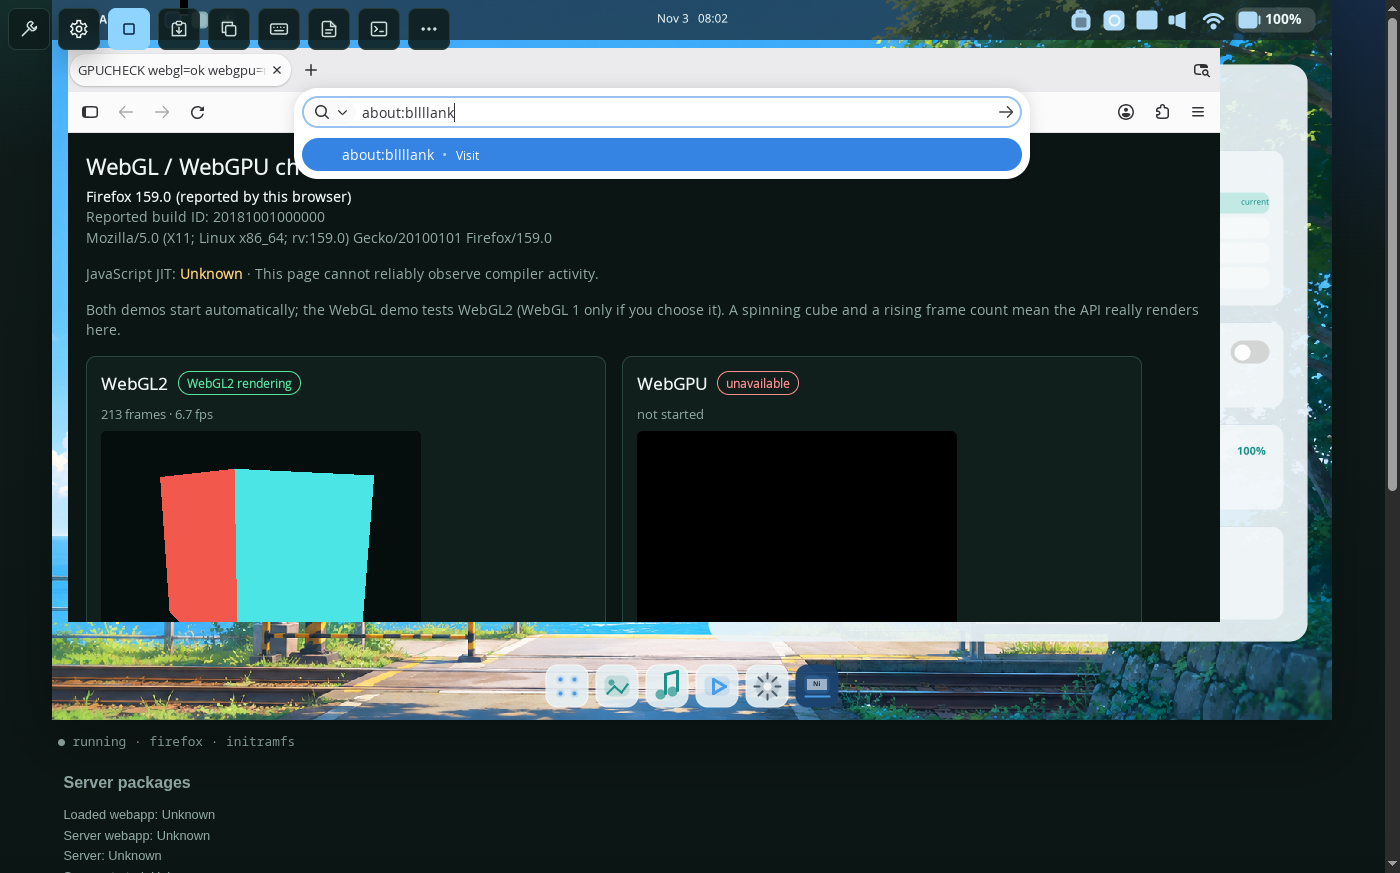 Nov 3 08:02
100%
GPUCHECK webgl=ok webgpu=
about:bllllank
about:bllllank · Visit
WebGL / WebGPU ch
Firefox 159.0 (reported by this browser)
Reported build ID: 20181001000000
Mozilla/5.0 (X11; Linux x86_64; rv:159.0) Gecko/20100101 Firefox/159.0
JavaScript JIT: Unknown · This page cannot reliably observe compiler activity.
Both demos start automatically; the WebGL demo tests WebGL2 (WebGL 1 only if you choose it). A spinning cube and a rising frame count mean the API really renders
here.
WebGL2 WebGL2 rendering
213 frames · 6.7 fps
WebGPU unavailable
not started
current
100%
Ni
● running · firefox · initramfs
Server packages
Loaded webapp: Unknown
Server webapp: Unknown
Server: Unknown